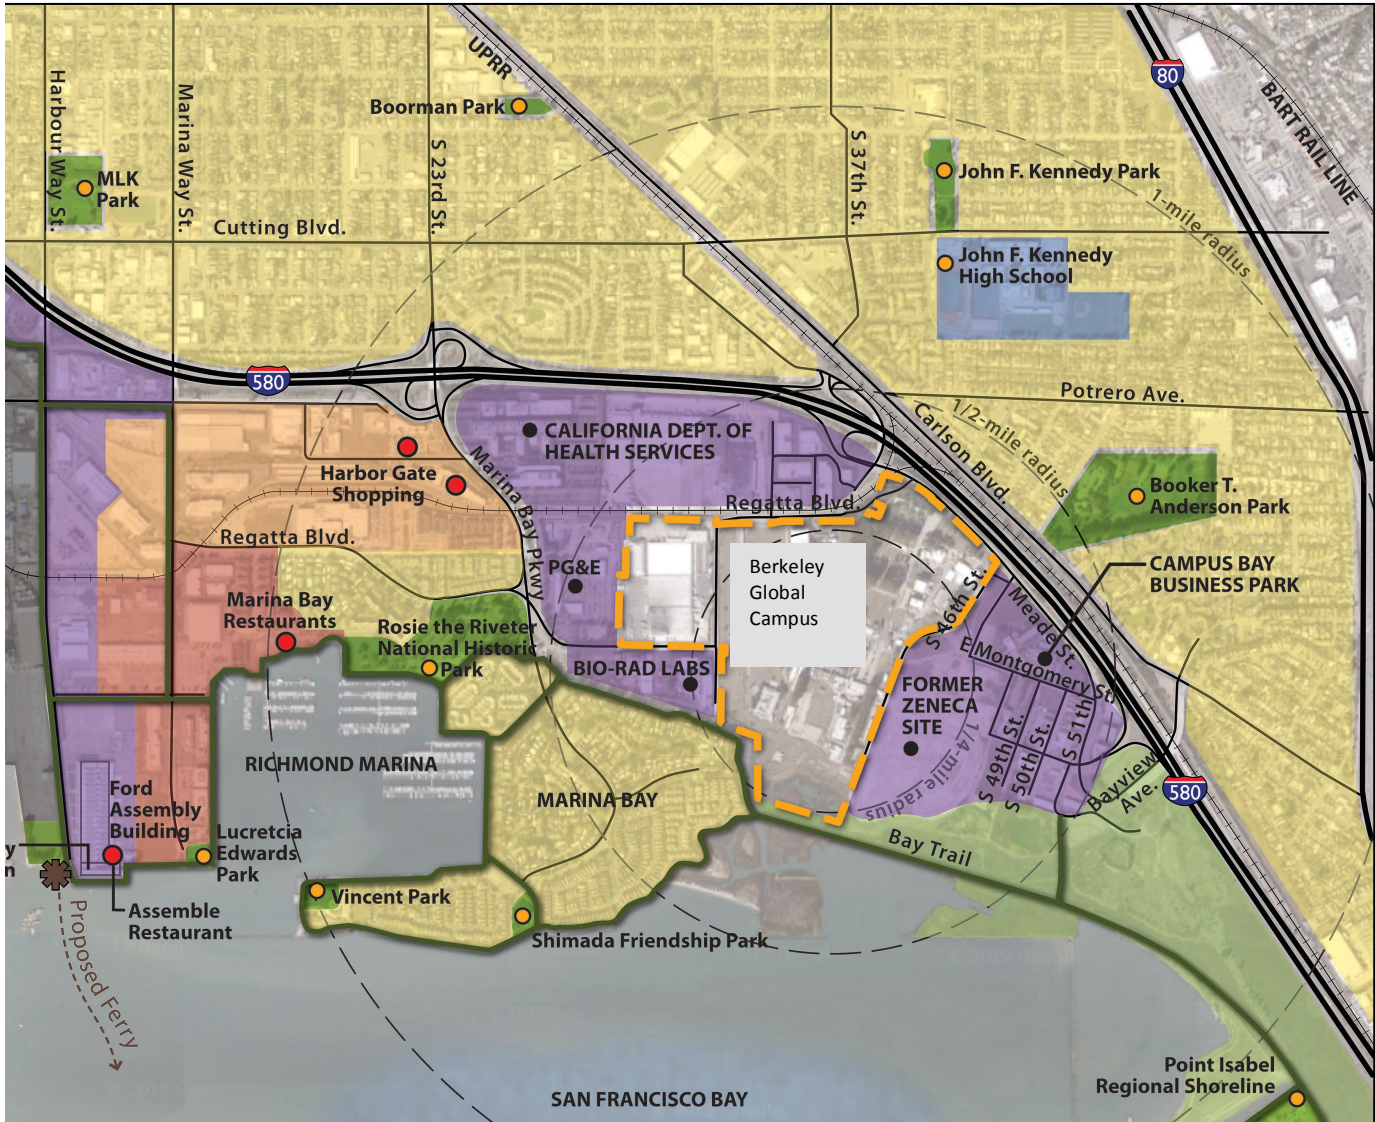 UPRR
80
BART RAIL LINE
Harbour Way St.
Marina Way St.
Boorman Park
S 23rd St.
S 37th St.
MLK
Park
John F. Kennedy Park
1-mile radius
Cutting Blvd.
John F. Kennedy
High School
580
Potrero Ave.
Carlson Blvd.
1/2-mile radius
CALIFORNIA DEPT. OF
HEALTH SERVICES
Harbor Gate
Shopping
Marina Bay Pkwy
Regatta Blvd.
Booker T.
Anderson Park
Regatta Blvd.
PG&E
Berkeley
Global
Campus
CAMPUS BAY
BUSINESS PARK
S 46th St.
Meade St.
Marina Bay
Restaurants
Rosie the Riveter
National Historic
Park
E Montgomery St.
BIO-RAD LABS
FORMER
ZENECA
SITE
1/4-mile radius
S 49th St.
S 50th St.
S 51th
RICHMOND MARINA
MARINA BAY
Bayview
Ave.
580
Ford
Assembly
Building
Lucretcia
Edwards
Park
Bay Trail
y
n
Vincent Park
Assemble
Restaurant
Shimada Friendship Park
Proposed Ferry
Point Isabel
Regional Shoreline
SAN FRANCISCO BAY